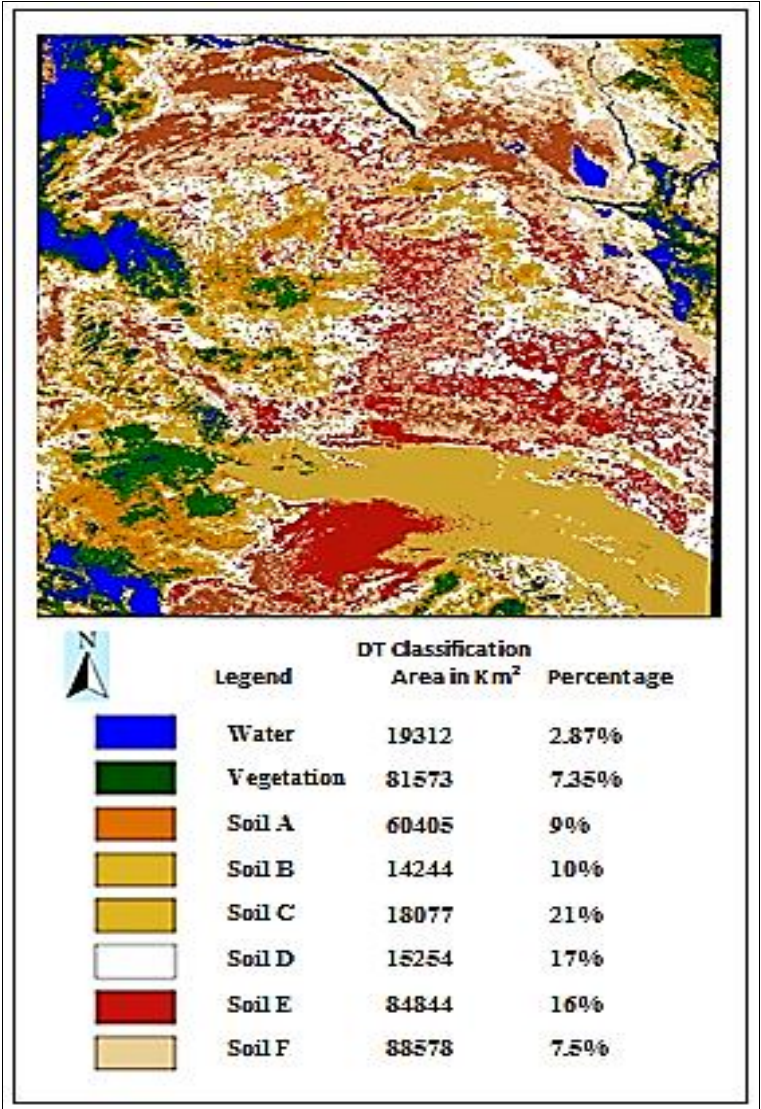 N
DT Classification
Legend Area in Km² Percentage
Water 19312 2.87%
Vegetation 81573 7.35%
Soil A 60405 9%
Soil B 14244 10%
Soil C 18077 21%
Soil D 15254 17%
Soil E 84844 16%
Soil F 88578 7.5%